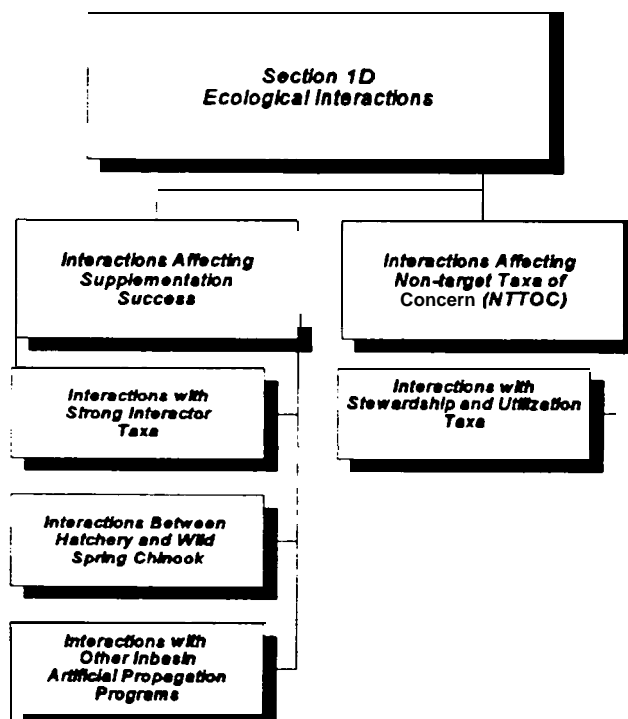 Section 1D
Ecological Interactions
Interactions Affecting
Supplementation
Success
Interactions Affecting
Non-target Taxa of
Concern (NTTOC)
Interactions with
Strong Interactor
Taxa
Interactions with
Stewardship and Utilization
Taxa
Interactions Between
Hatchery and Wild
Spring Chinook
Interactions with
Other Inbasin
Artificial Propagation
Programs